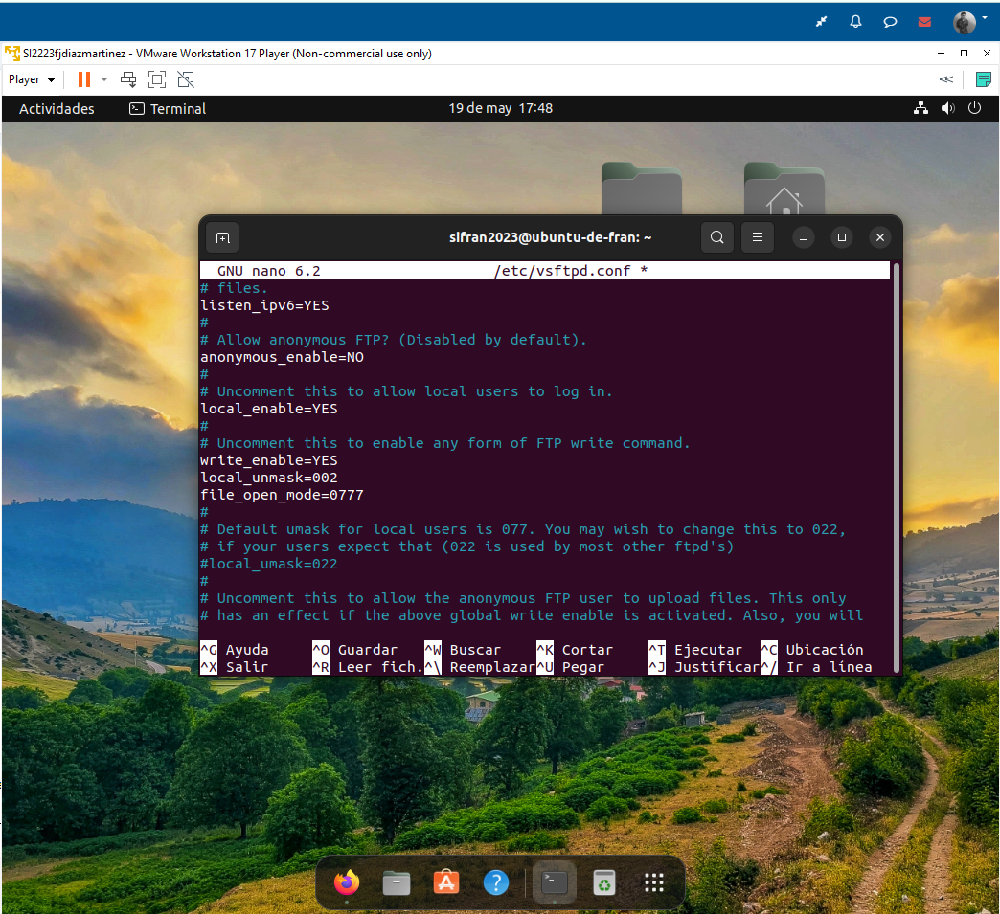 SI2223fjdiazmartinez - VMware Workstation 17 Player (Non-commercial use only)
Player
Actividades
Terminal
19 de may 17:48
sifran2023@ubuntu-de-fran: ~
GNU nano 6.2 /etc/vsftpd.conf *
# files.
listen_ipv6=YES
#
# Allow anonymous FTP? (Disabled by default).
anonymous_enable=NO
#
# Uncomment this to allow local users to log in.
local_enable=YES
#
# Uncomment this to enable any form of FTP write command.
write_enable=YES
local_unmask=002
file_open_mode=0777
#
# Default umask for local users is 077. You may wish to change this to 022,
# if your users expect that (022 is used by most other ftpd's)
#local_umask=022
#
# Uncomment this to allow the anonymous FTP user to upload files. This only
# has an effect if the above global write enable is activated. Also, you will
^G Ayuda ^O Guardar ^W Buscar ^K Cortar ^T Ejecutar ^C Ubicación
^X Salir ^R Leer fich. ^\ Reemplazar ^U Pegar ^J Justificar ^/ Ir a línea